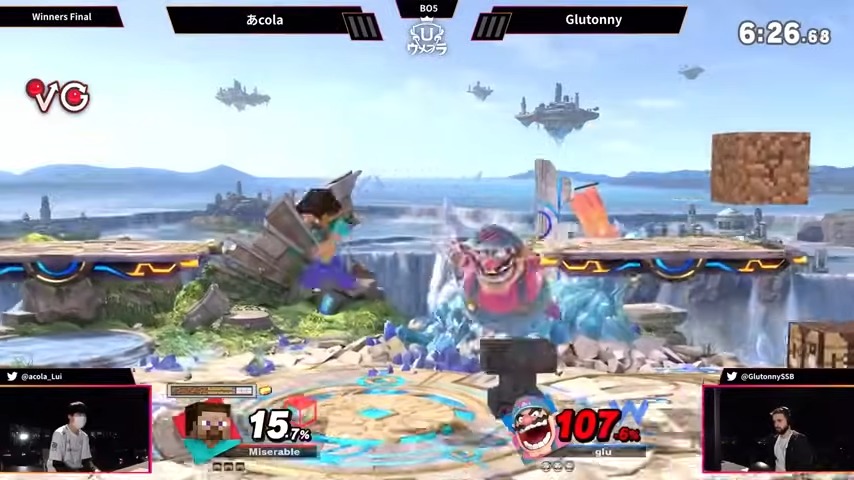 Winners Final
あcola
BO5
Glutonny
6:26.68
ウメブラ
VG
@acola_Lui
@GlutonnySSB
15.7%
107.6%
Miserable
glu